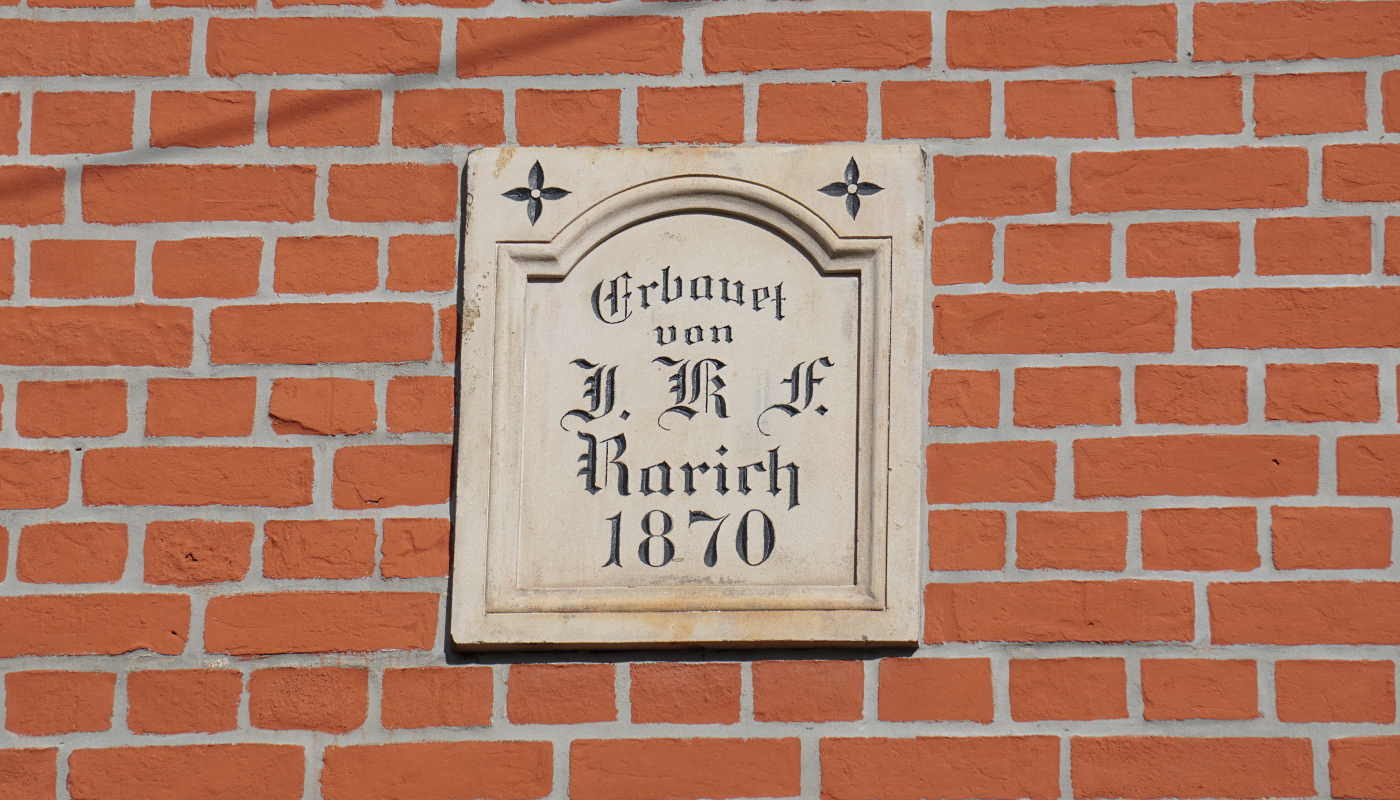 Erbauet
von
J. K F.
Rarich
1870